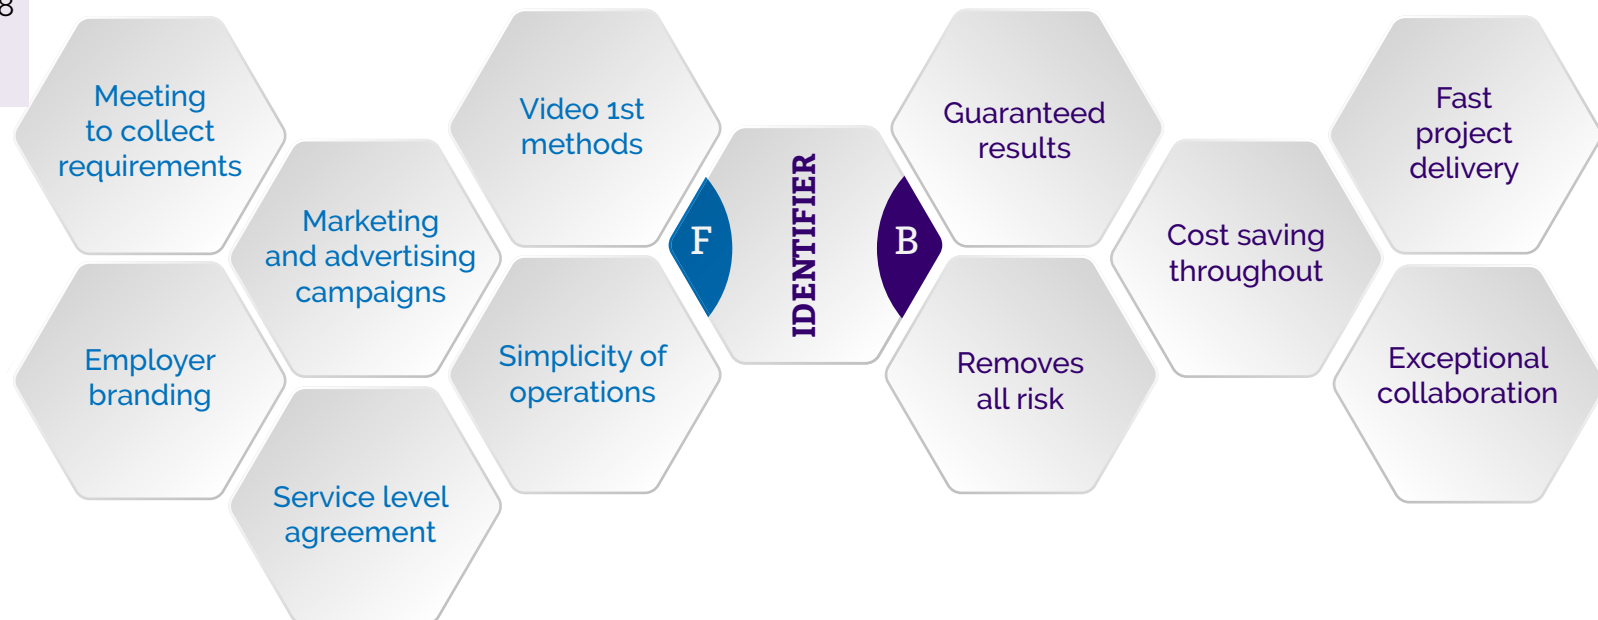 8
Meeting
to collect
requirements
Marketing
and advertising
campaigns
Video 1st
methods
Employer
branding
Simplicity of
operations
Service level
agreement
F
IDENTIFIER
B
Guaranteed
results
Cost saving
throughout
Fast
project
delivery
Removes
all risk
Exceptional
collaboration